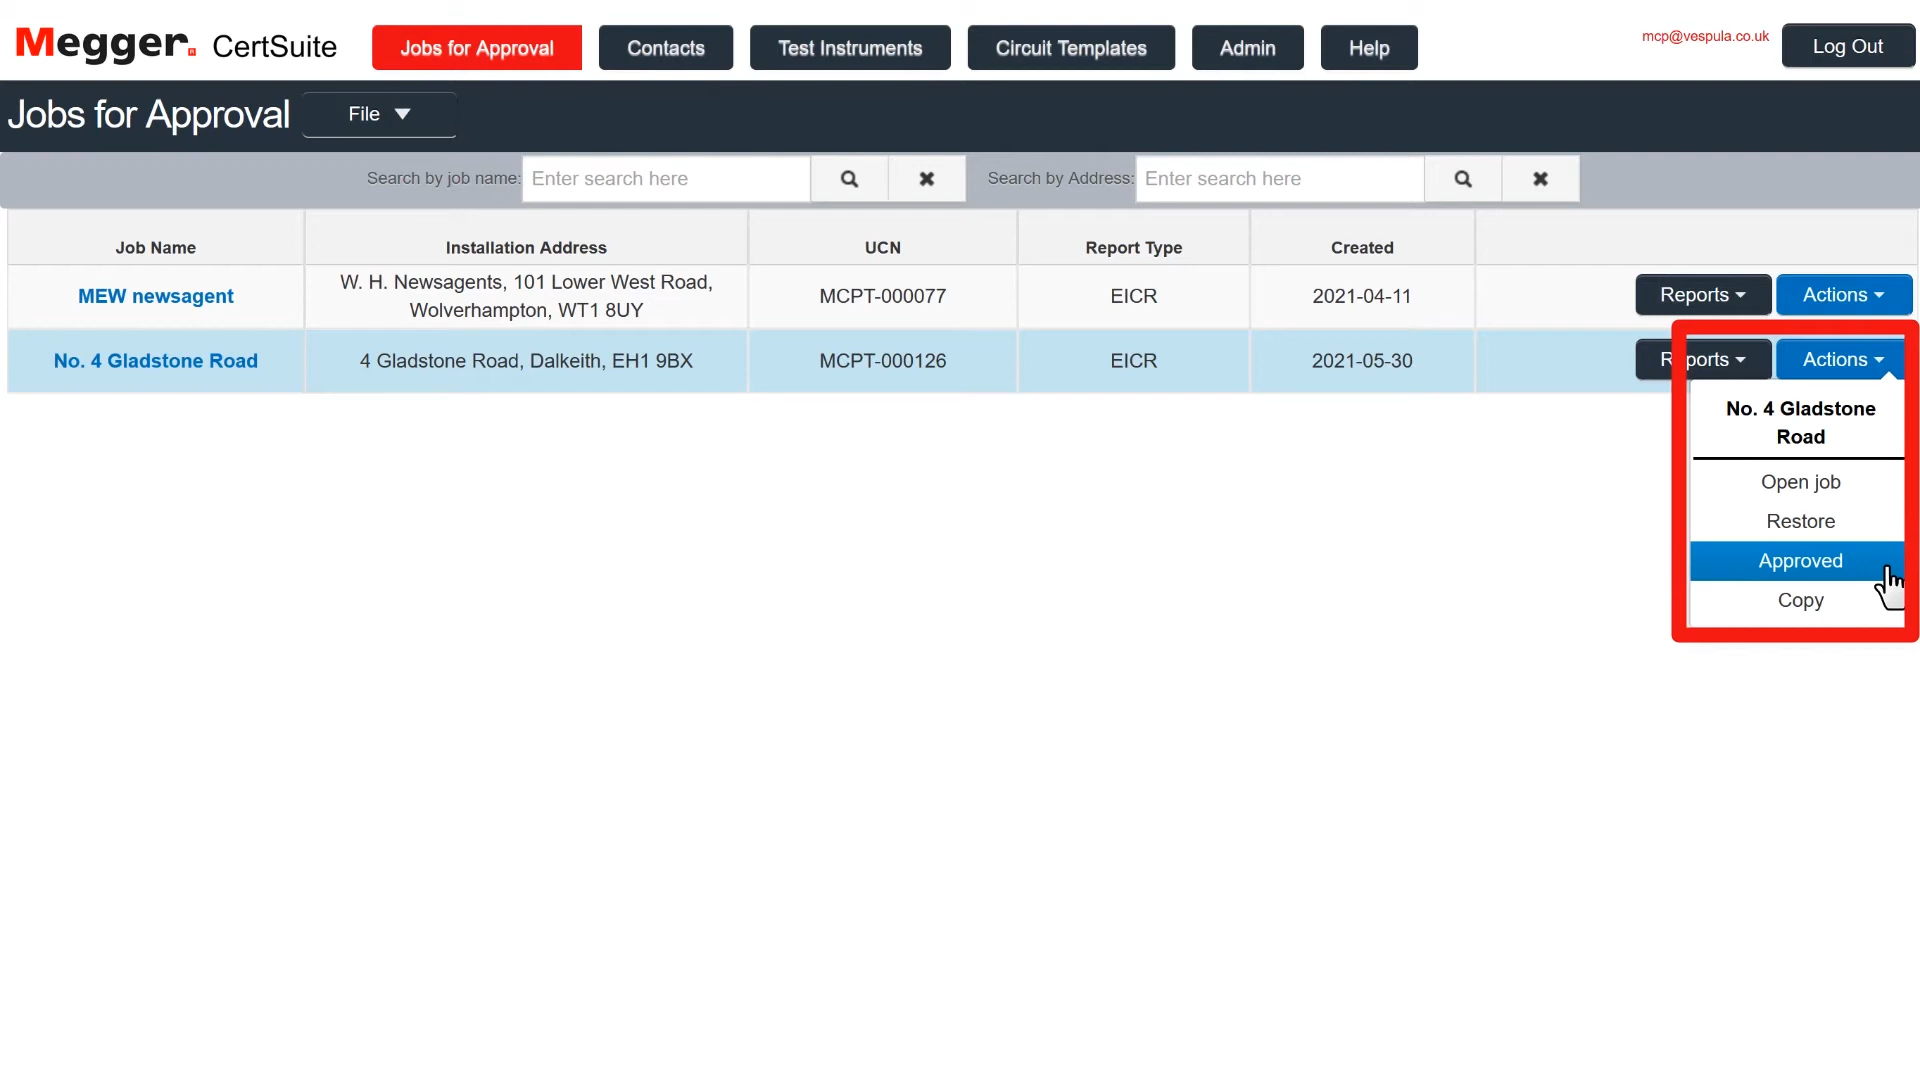 Megger. CertSuite
Jobs for Approval
Contacts
Test Instruments
Circuit Templates
Admin
Help
mcp@vespula.co.uk
Log Out
Jobs for Approval
File
Search by job name:
Enter search here
Search by Address:
Enter search here
Job Name
Installation Address
UCN
Report Type
Created
MEW newsagent
W. H. Newsagents, 101 Lower West Road,
Wolverhampton, WT1 8UY
MCPT-000077
EICR
2021-04-11
Reports
Actions
No. 4 Gladstone Road
4 Gladstone Road, Dalkeith, EH1 9BX
MCPT-000126
EICR
2021-05-30
Reports
Actions
No. 4 Gladstone
Road
Open job
Restore
Approved
Copy